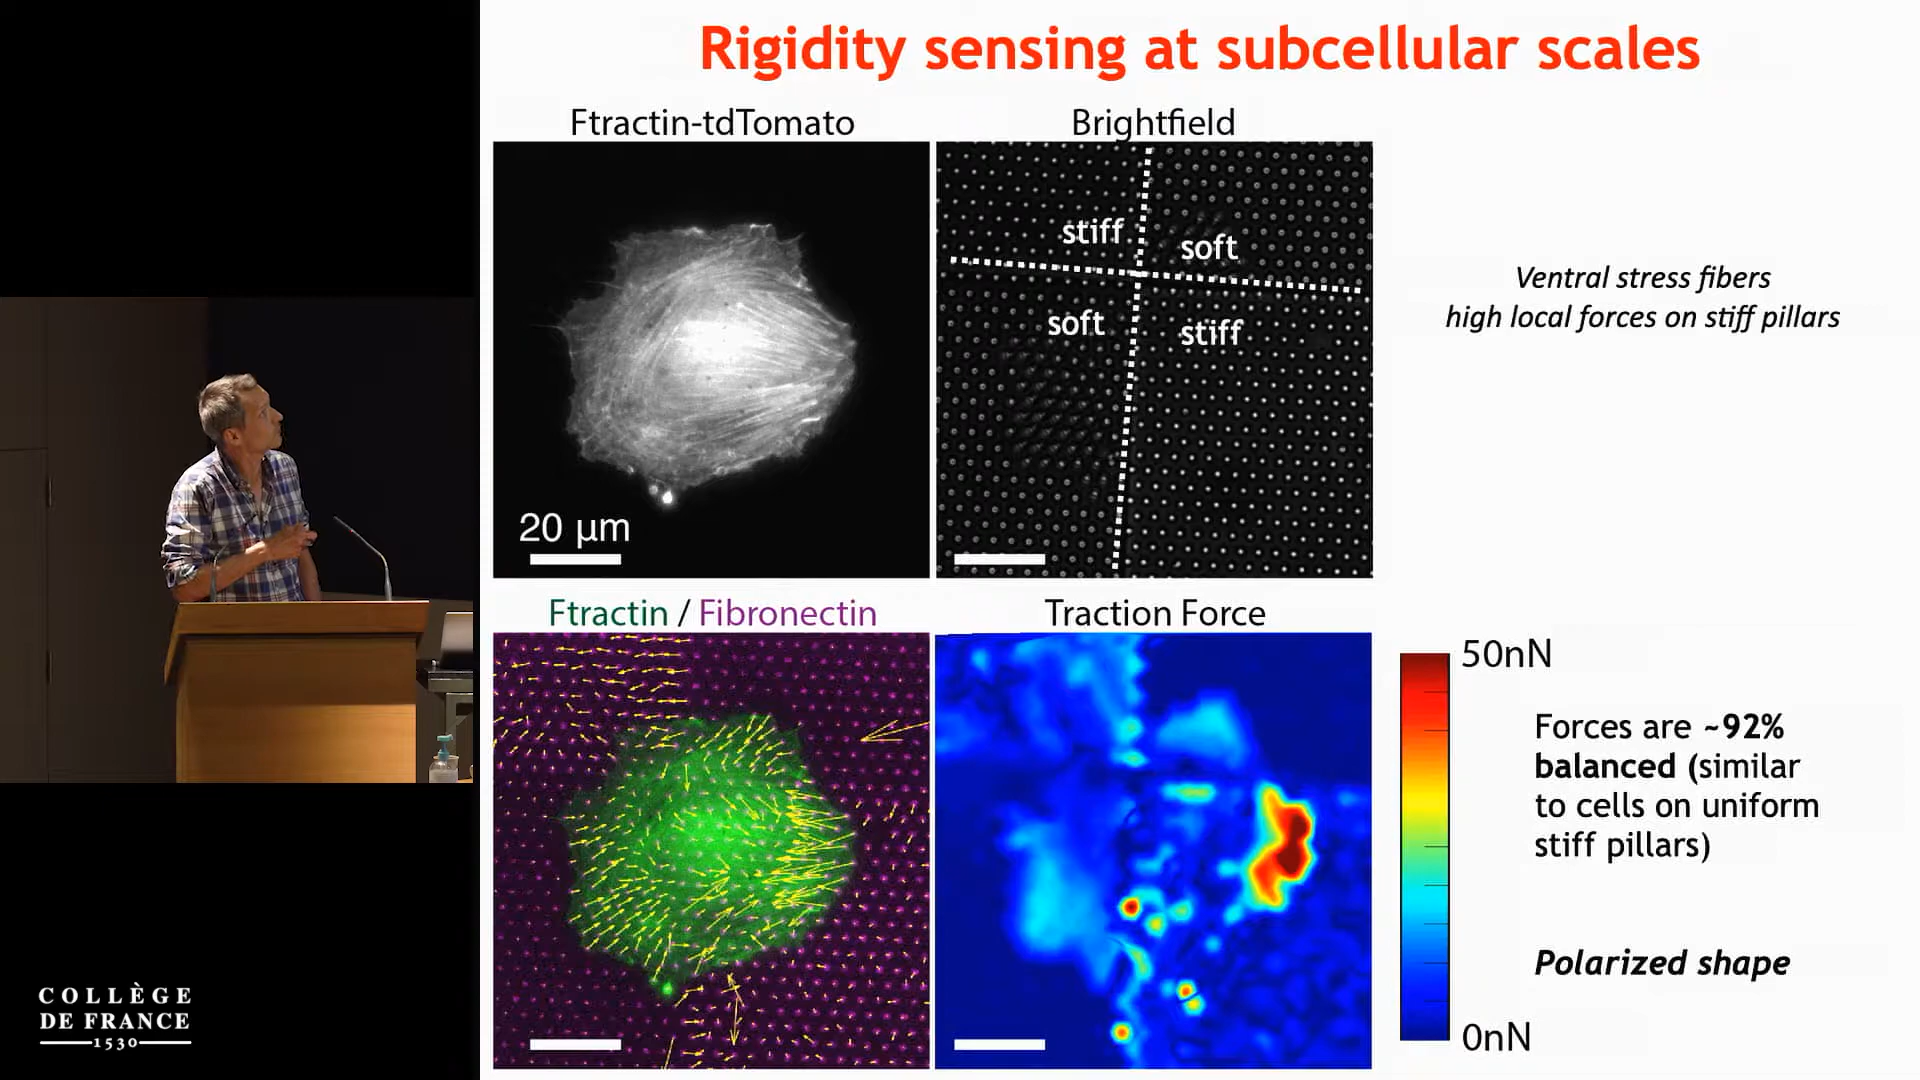 Rigidity sensing at subcellular scales
Ftractin-tdTomato
Brightfield
20 µm
stiff
soft
soft
stiff
Ventral stress fibers
high local forces on stiff pillars
Ftractin / Fibronectin
Traction Force
50nN
0nN
Forces are ~92%
balanced (similar
to cells on uniform
stiff pillars)
Polarized shape
COLLÈGE
DE FRANCE
1530